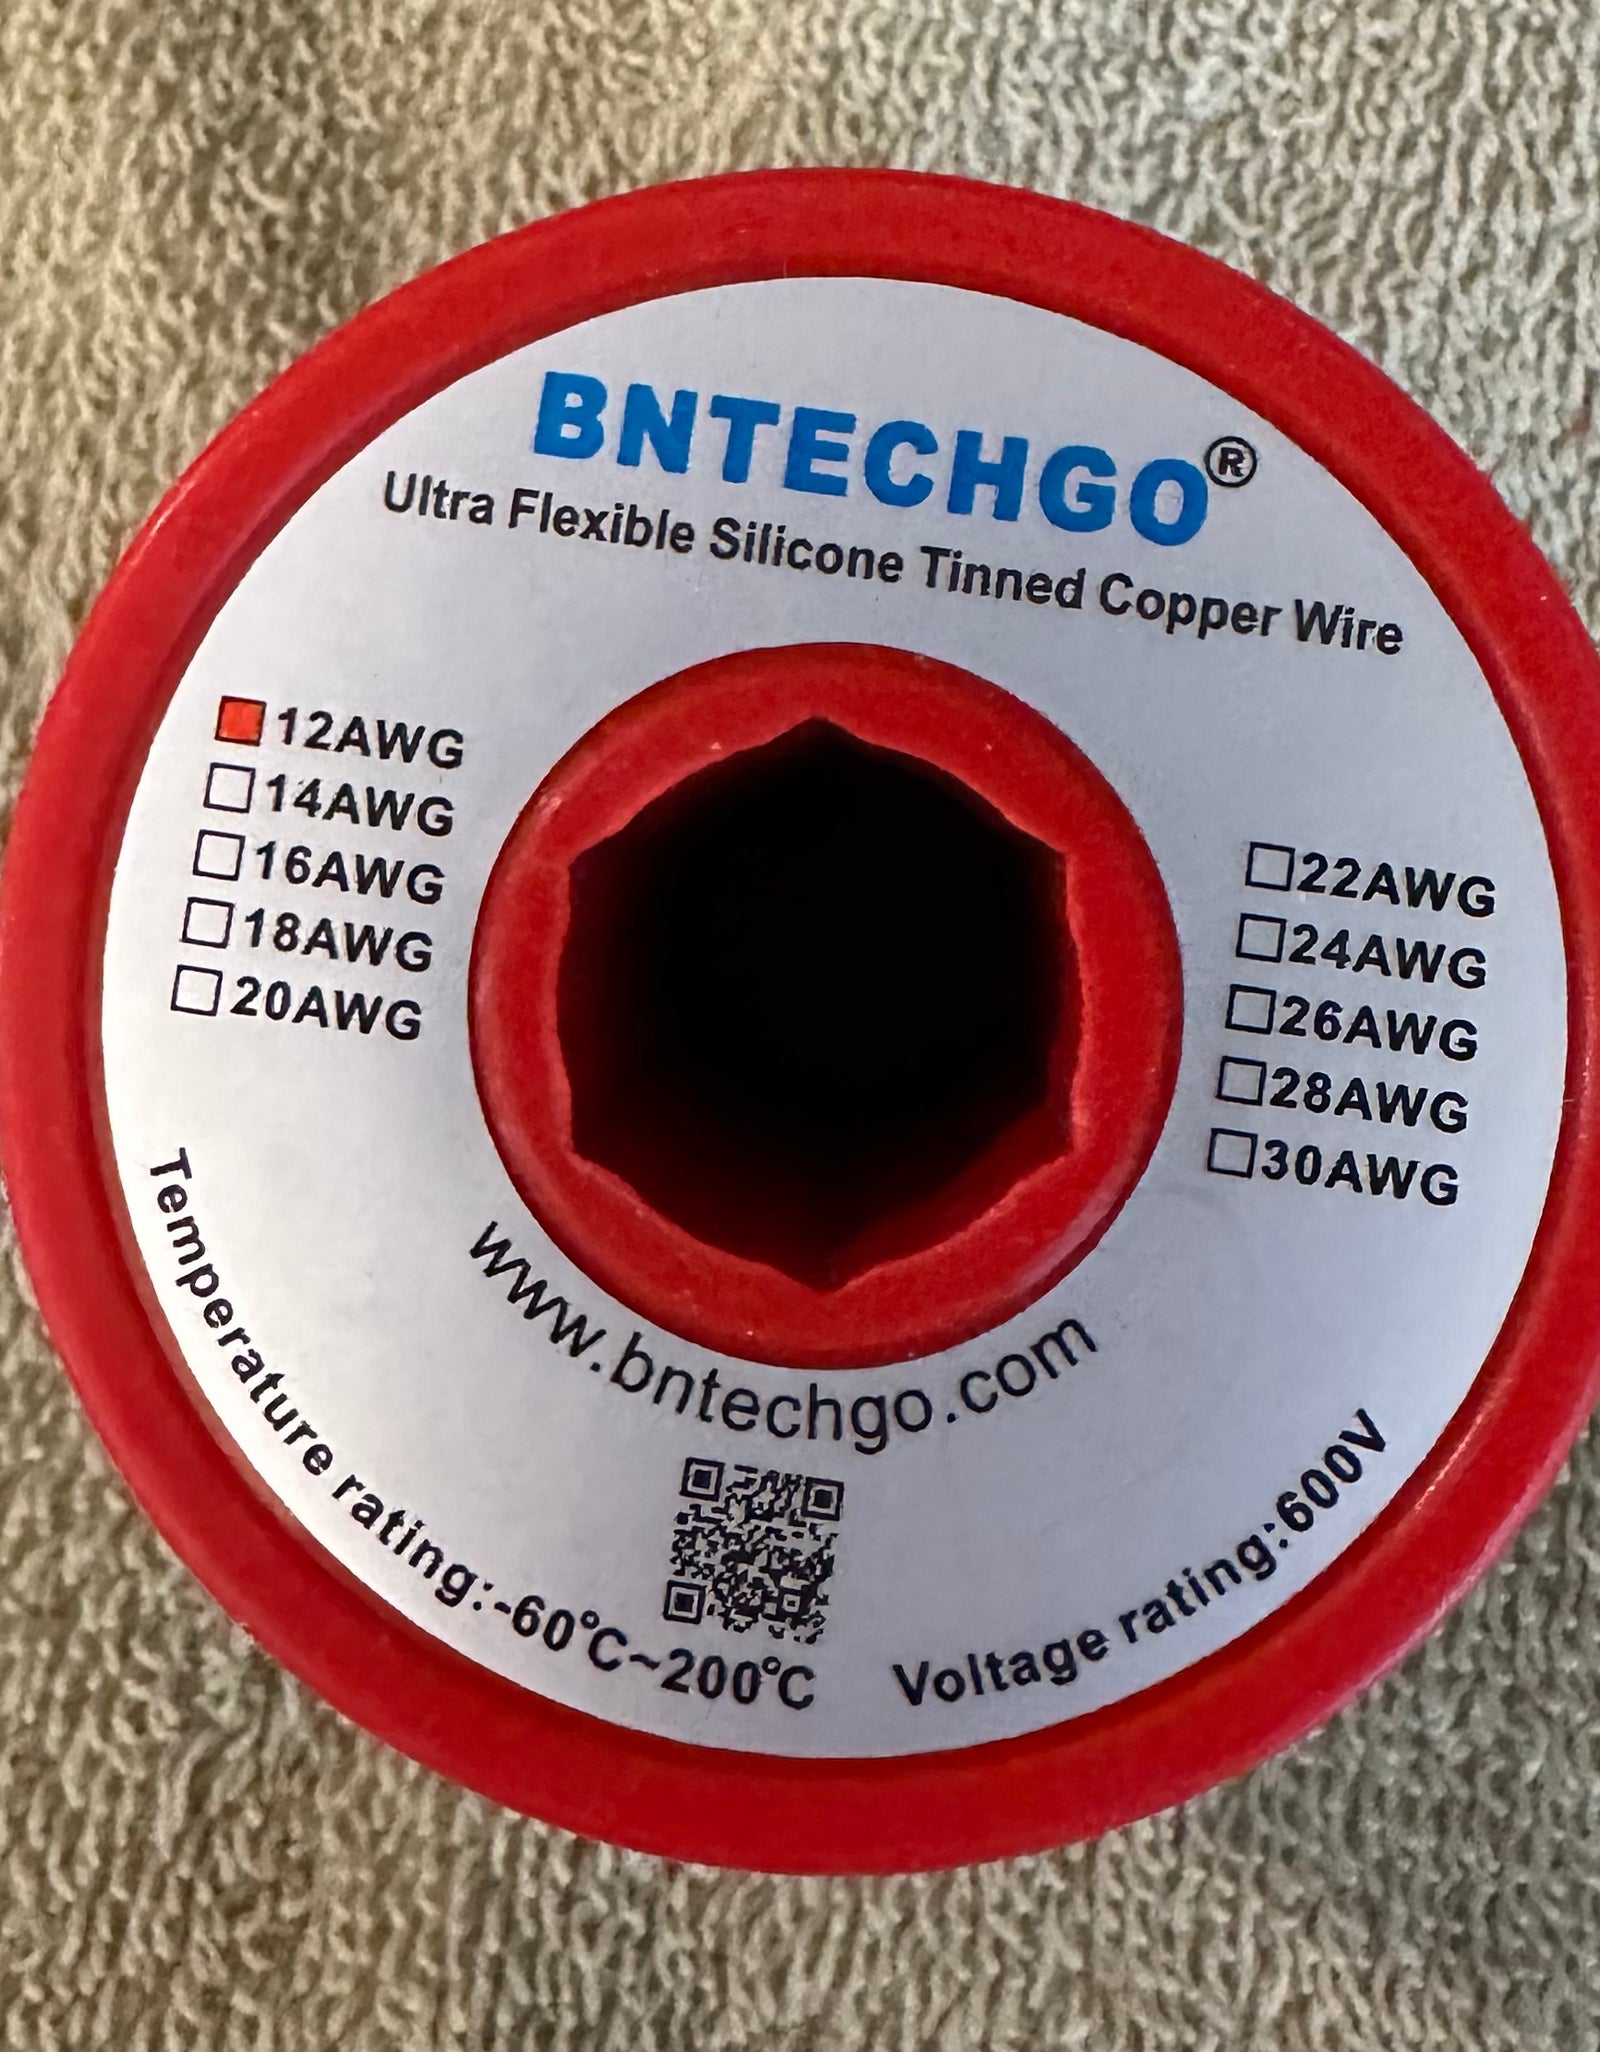 BNTECHGO®
Ultra Flexible Silicone Tinned Copper Wire
12AWG
14AWG
16AWG
18AWG
20AWG
22AWG
24AWG
26AWG
28AWG
30AWG
www.bntechgo.com
Temperature rating:-60℃~200℃
Voltage rating:600V